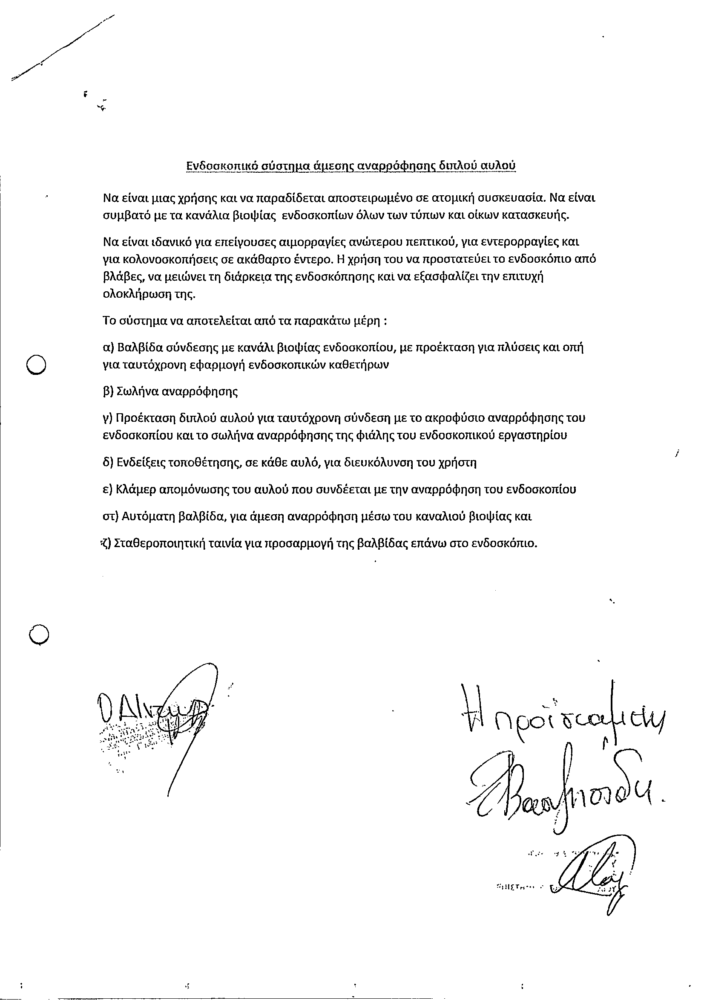 Ενδοσκοπικό σύστημα άμεσης αναρρόφησης διπλού αυλού
Να είναι μιας χρήσης και να παραδίδεται αποστειρωμένο σε ατομική συσκευασία. Να είναι
συμβατό με τα κανάλια βιοψίας ενδοσκοπίων όλων των τύπων και οίκων κατασκευής.
Να είναι ιδανικό για επείγουσες αιμορραγίες ανώτερου πεπτικού, για εντερορραγίες και
για κολονοσκοπήσεις σε ακάθαρτο έντερο. Η χρήση του να προστατεύει το ενδοσκόπιο από
βλάβες, να μειώνει τη διάρκεια της ενδοσκόπησης και να εξασφαλίζει την επιτυχή
ολοκλήρωση της.
Το σύστημα να αποτελείται από τα παρακάτω μέρη :
α) Βαλβίδα σύνδεσης με κανάλι βιοψίας ενδοσκοπίου, με προέκταση για πλύσεις και οπή
για ταυτόχρονη εφαρμογή ενδοσκοπικών καθετήρων
β) Σωλήνα αναρρόφησης
γ) Προέκταση διπλού αυλού για ταυτόχρονη σύνδεση με το ακροφύσιο αναρρόφησης του
ενδοσκοπίου και το σωλήνα αναρρόφησης της φιάλης του ενδοσκοπικού εργαστηρίου
δ) Ενδείξεις τοποθέτησης, σε κάθε αυλό, για διευκόλυνση του χρήστη
ε) Κλάμερ απομόνωσης του αυλού που συνδέεται με την αναρρόφηση του ενδοσκοπίου
στ) Αυτόματη βαλβίδα, για άμεση αναρρόφηση μέσω του καναλιού βιοψίας και
ζ) Σταθεροποιητική ταινία για προσαρμογή της βαλβίδας επάνω στο ενδοσκόπιο.
Η προϊσταμένη